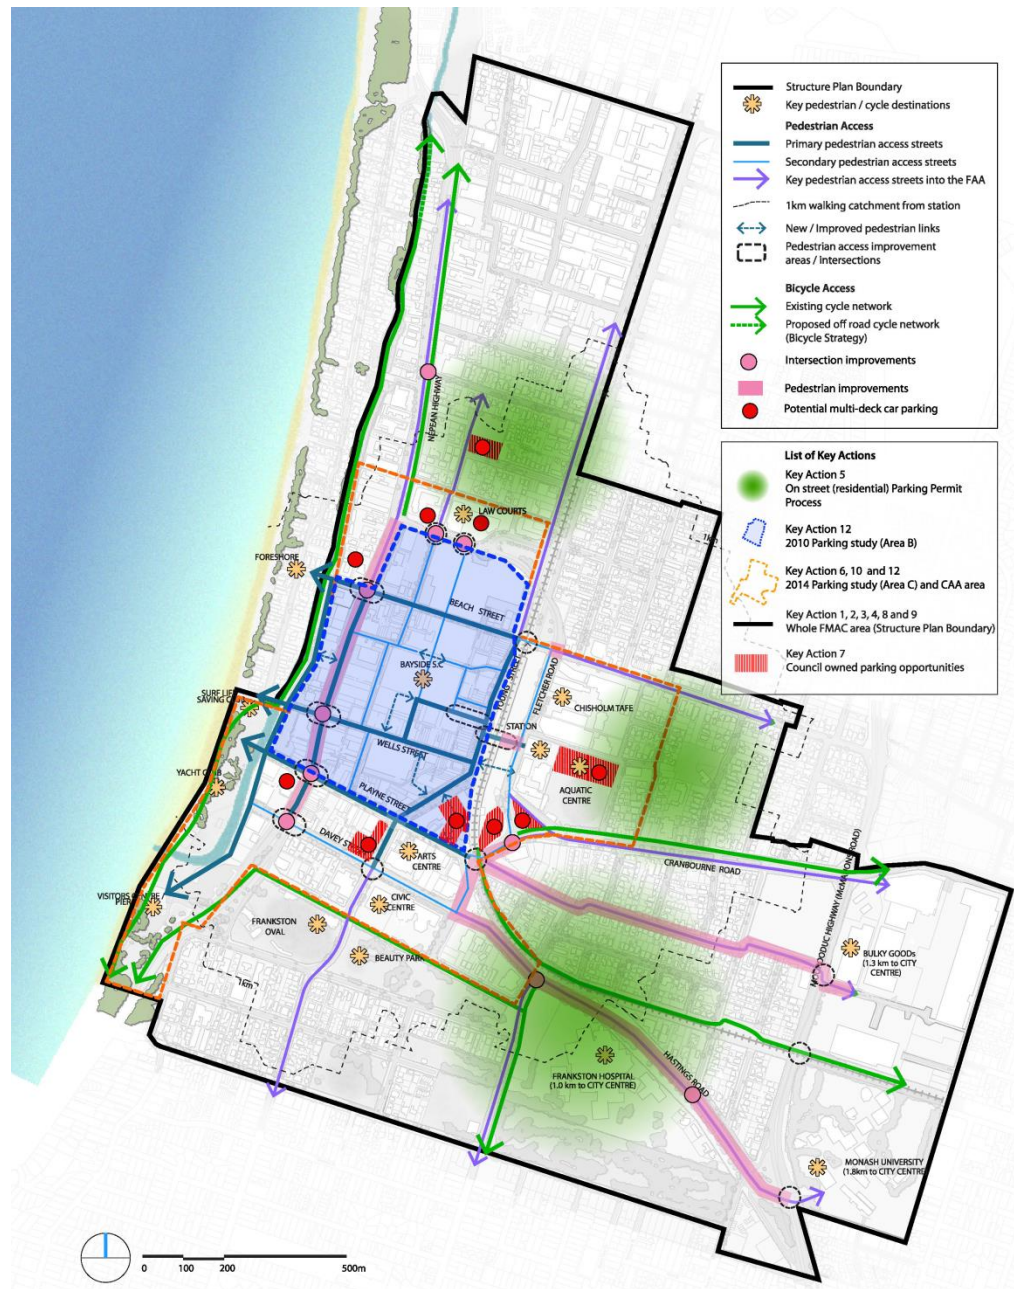 Structure Plan Boundary
Key pedestrian / cycle destinations
Pedestrian Access
Primary pedestrian access streets
Secondary pedestrian access streets
Key pedestrian access streets into the FAA
1km walking catchment from station
New / Improved pedestrian links
Pedestrian access improvement
areas / Intersections
Bicycle Access
Existing cycle network
Proposed off road cycle network
(Bicycle Strategy)
Intersection improvements
Pedestrian improvements
Potential multi-deck car parking
List of Key Actions
Key Action 5
On street (residential) Parking Permit
Process
Key Action 12
2010 Parking study (Area B)
Key Action 6, 10 and 12
2014 Parking study (Area C) and CAA area
Key Action 1, 2, 3, 4, 8 and 9
Whole FMAC area (Structure Plan Boundary)
Key Action 7
Council owned parking opportunities
NEPEAN HIGHWAY
LAW COURTS
1km
FORESHORE
BEACH STREET
BAYSIDE S.C
YOUNG STREET
FLETCHER ROAD
CHISHOLM TAFE
STATION
SURF LIFE
SAVING
WELLS STREET
YACHT CLUB
AQUATIC
CENTRE
PLAYNE STREET
DAVEY
ARTS
CENTRE
CRANBOURNE ROAD
(McMAHONS ROAD)
VISITORS CENTRE /
PIER
CIVIC
CENTRE
FRANKSTON
OVAL
BEAUTY PARK
1km
BULKY GOODs
(1.3 km to CITY
CENTRE)
FRANKSTON HOSPITAL
(1.0 km to CITY CENTRE)
HASTINGS ROAD
MONASH UNIVERSITY
(1.8km to CITY CENTRE
0 100 200 500m